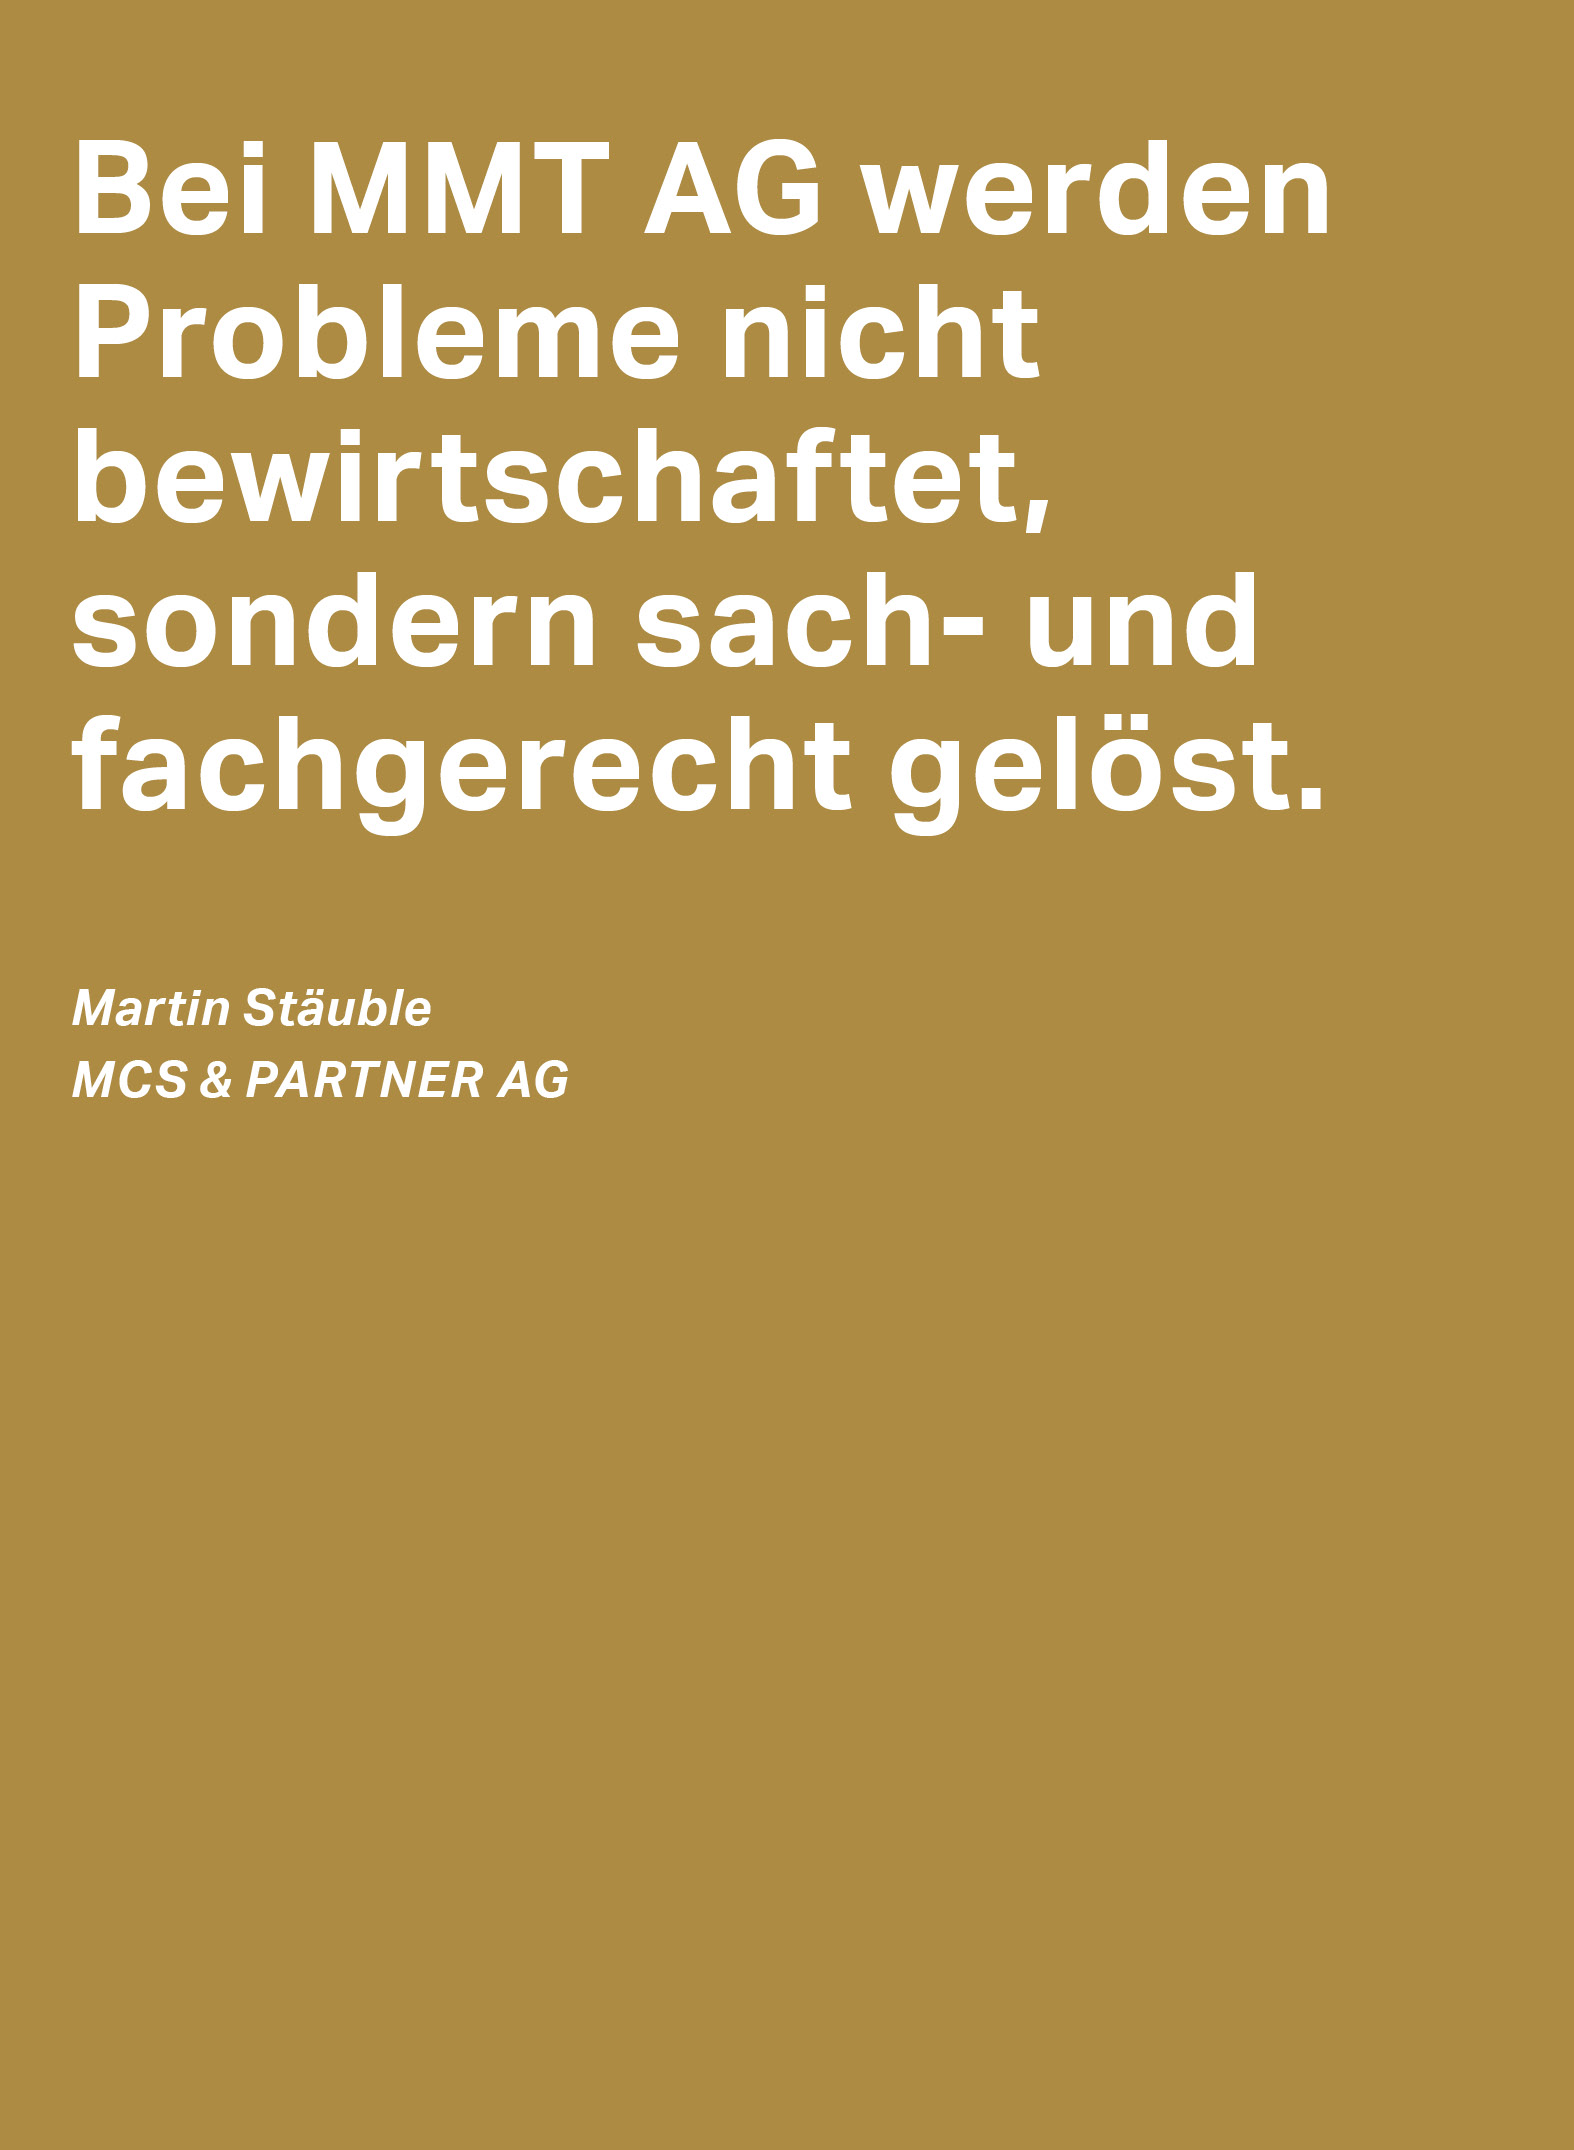 Bei MMT AG werden
Probleme nicht
bewirtschaftet,
sondern sach- und
fachgerecht gelöst.
Martin Stäuble
MCS & PARTNER AG